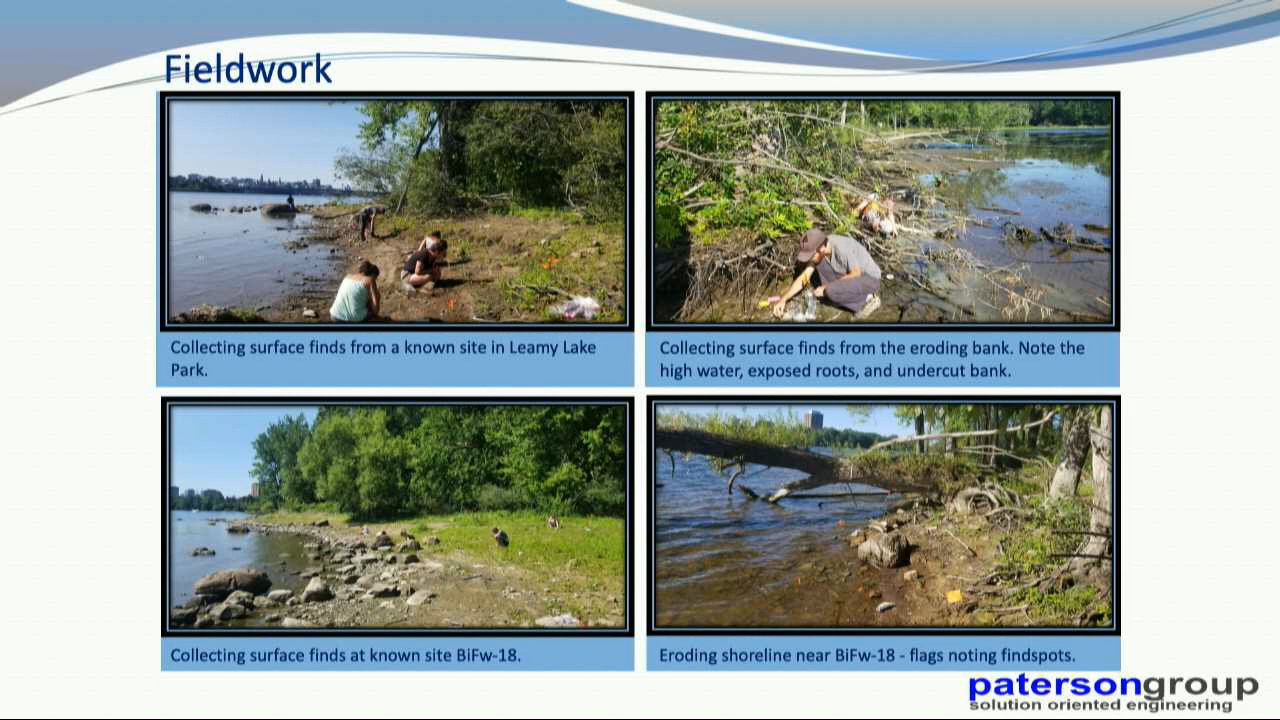 Fieldwork
Collecting surface finds from a known site in Leamy Lake
Park.
Collecting surface finds from the eroding bank. Note the
high water, exposed roots, and undercut bank.
Collecting surface finds at known site BiFw-18.
Eroding shoreline near BiFw-18 - flags noting findspots.
patersongroup
solution oriented engineering